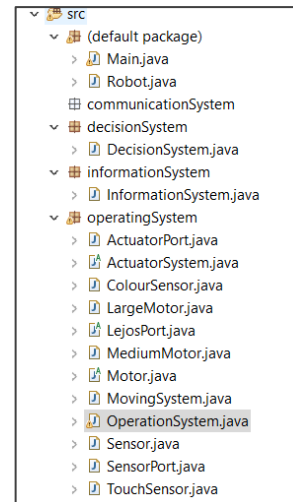 src
(default package)
Main.java
Robot.java
communicationSystem
decisionSystem
DecisionSystem.java
informationSystem
InformationSystem.java
operatingSystem
ActuatorPort.java
ActuatorSystem.java
ColourSensor.java
LargeMotor.java
LejosPort.java
MediumMotor.java
Motor.java
MovingSystem.java
OperationSystem.java
Sensor.java
SensorPort.java
TouchSensor.java